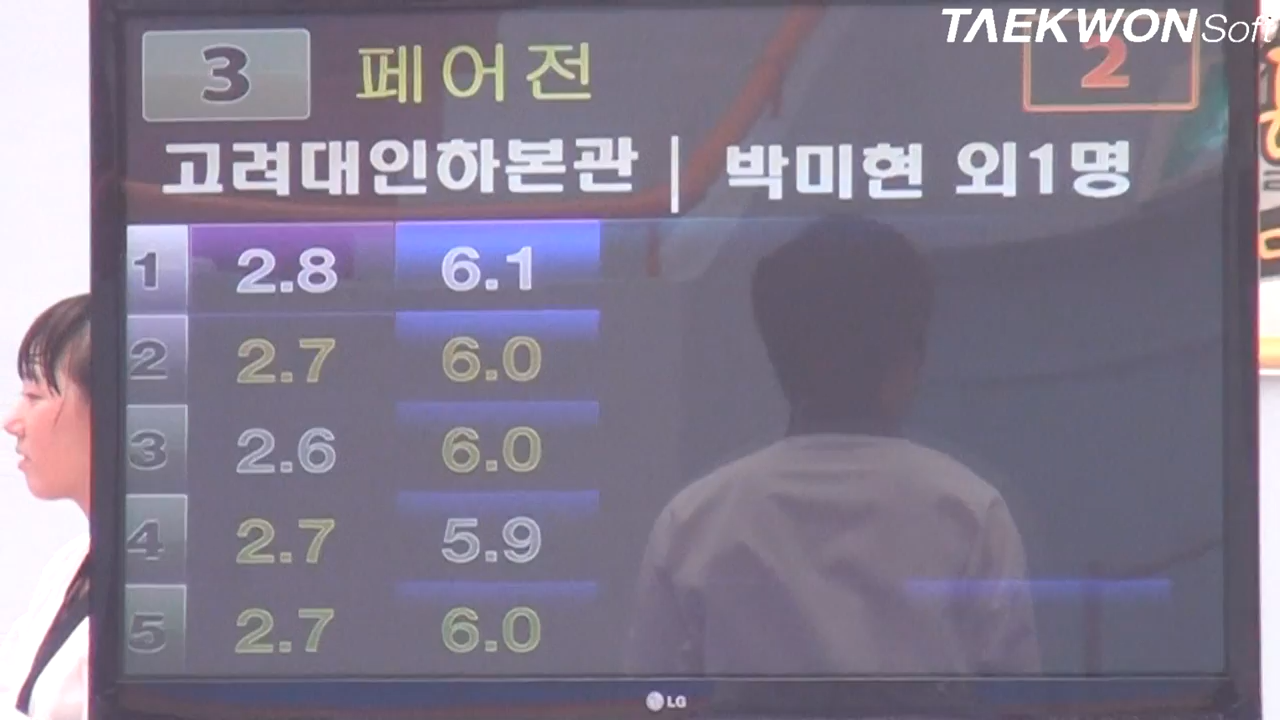 TAEKWON Soft
3 페어전 2
고려대인하본관 | 박미현 외1명
1 2.8 6.1
2 2.7 6.0
3 2.6 6.0
4 2.7 5.9
5 2.7 6.0
LG